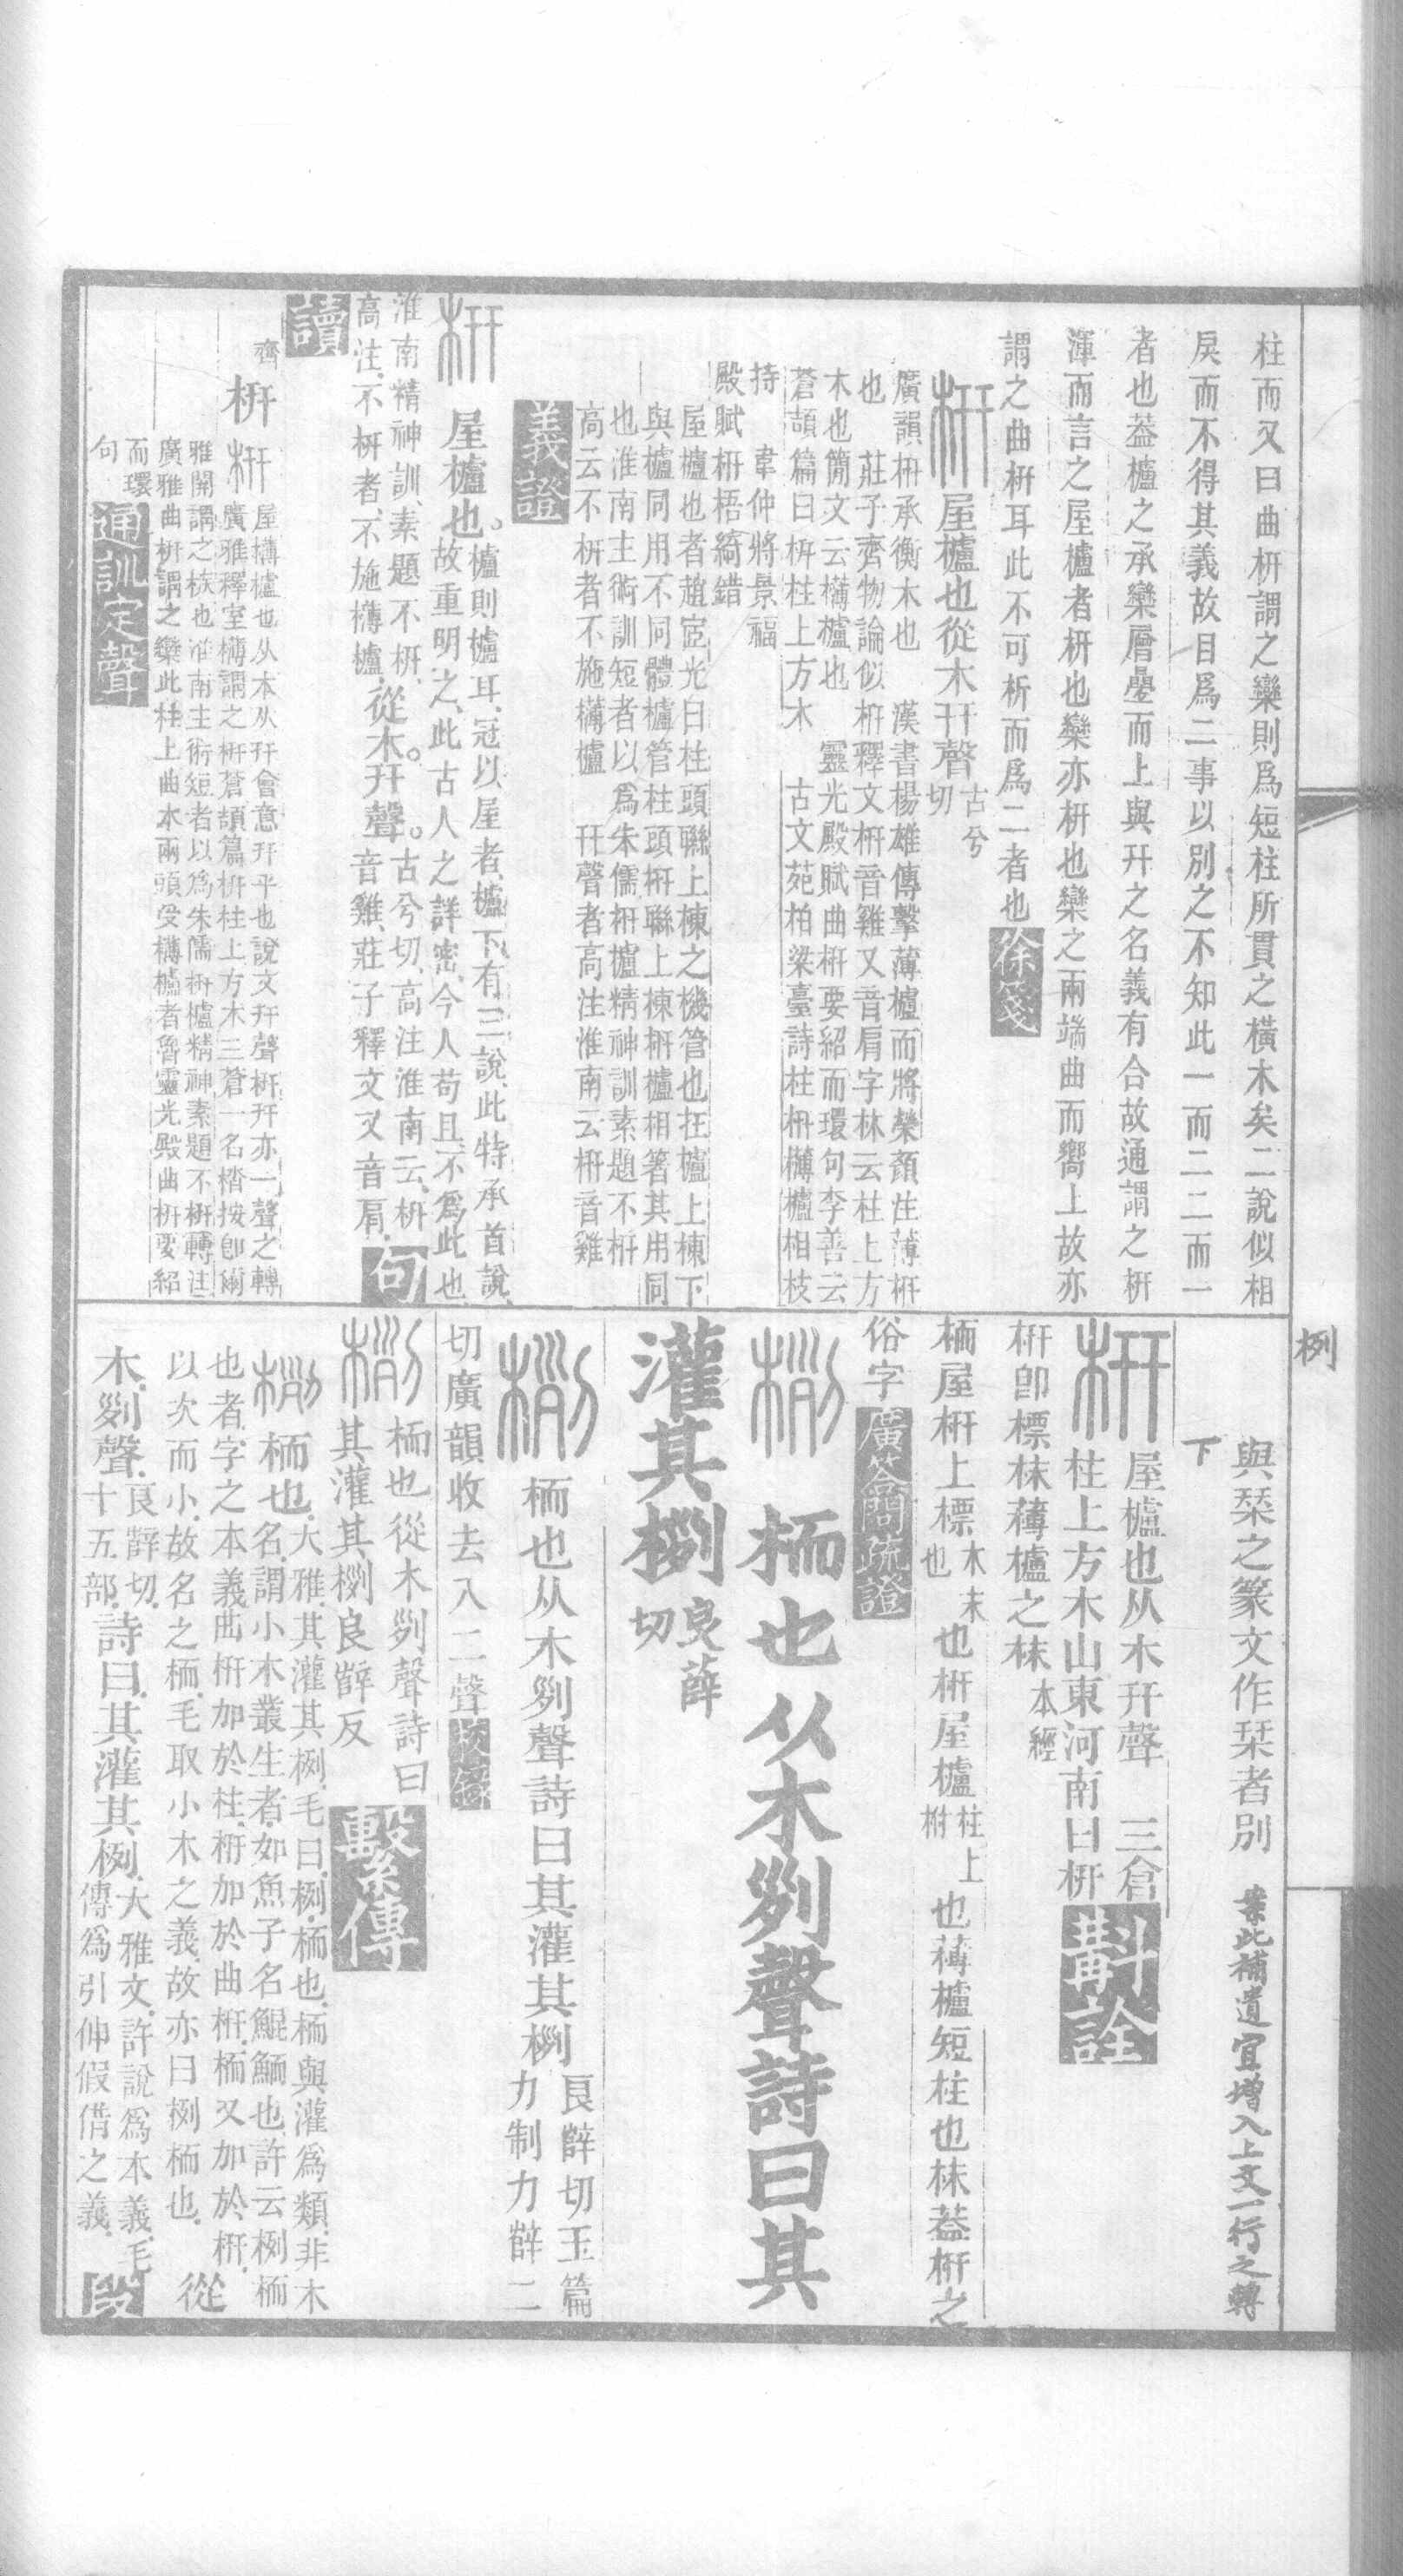 柱而又曰曲枅謂之欒則爲短柱所貫之橫木矣二說似相
戾而不得其義故目爲二事以別之不知此一而二二而一
者也葢櫨之承欒層疊而上與幵之名義有合故通謂之枅
渾而言之屋櫨者枅也欒亦枅也欒之兩端曲而嚮上故亦
謂之曲枅耳此不可析而爲二者也徐箋
枅屋櫨也從木幵聲古兮切
廣韻枅承衡木也　漢書楊雄傳擊薄櫨而將榮顏注薄枅
也　莊子齊物論似枅釋文枅音雞又音肩字林云柱上方
木也簡文云欂櫨也　靈光殿賦曲枅要紹而環句李善云
蒼頡篇曰枅柱上方木　古文苑柏梁臺詩柱枅欂櫨相枝
持　韋仲將景福
殿賦枅梧綺錯
屋櫨也者趙宧光曰柱頭聯上棟之機管也在櫨上棟下
與櫨同用不同體櫨管柱頭枅聯上棟枅櫨相箸其用同
也淮南主術訓短者以爲朱儒枅櫨精神訓素題不枅
高云不枅者不施欂櫨　幵聲者高注淮南云枅音雞
義證
枅　屋櫨也。櫨則櫨耳、冠以屋者、櫨下有三說、此特承首說、
故重明之、此古人之詳密、今人苟且、不爲此也、
淮南精神訓、素題不枅、
高注、不枅者、不施欂櫨、從木。幵聲。古兮切、高注淮南云、枅
音雞、莊子釋文又音肩、句
讀
齊
枅　枅屋欂櫨也从木从幵會意幵平也說文幵聲枅幵亦一聲之轉
廣雅釋室欂謂之枅蒼頡篇枅柱上方木三蒼一名㮯按卽爾
雅開謂之槉也淮南主術短者以爲朱儒枅櫨精神素題不枅轉注
廣雅曲枅謂之欒此柱上曲木兩頭受欂櫨者魯靈光殿曲枅要紹
而環
句　通訓定聲
栵
與栞之篆文作栞者別　業此補遺宜增入上文一行之轉
下
枅　屋櫨也从木幵聲　三倉
柱上方木山東河南曰枅　斠詮
枅卽標枺薄櫨之枺本經
栭屋枅上標木末也也枅屋櫨柱上枅也薄櫨短柱也枺葢枅之
俗字廣答問疏證
栵　栭也从木列聲詩曰其
灌其栵良薛切
栵　栭也从木列聲詩曰其灌其栵良辥切玉篇
力制力辥二
切廣韻收去入二聲校錄
栵　栭也從木列聲詩曰
其灌其栵良辥反　繫傳
栵　栭也、大雅、其灌其栵、毛曰、栵、栭也、栭與灌爲類、非木
名、謂小木叢生者、如魚子名鯤鮞也、許云栵栭
也者、字之本義、曲枅加於柱、枅加於曲枅、栭又加於枅、
以次而小、故名之栭、毛取小木之義、故亦曰栵栭也、從
木、列聲、良辥切、十五部、詩曰、其灌其栵、大雅文、許說爲本義、毛
傳爲引伸假借之義、段